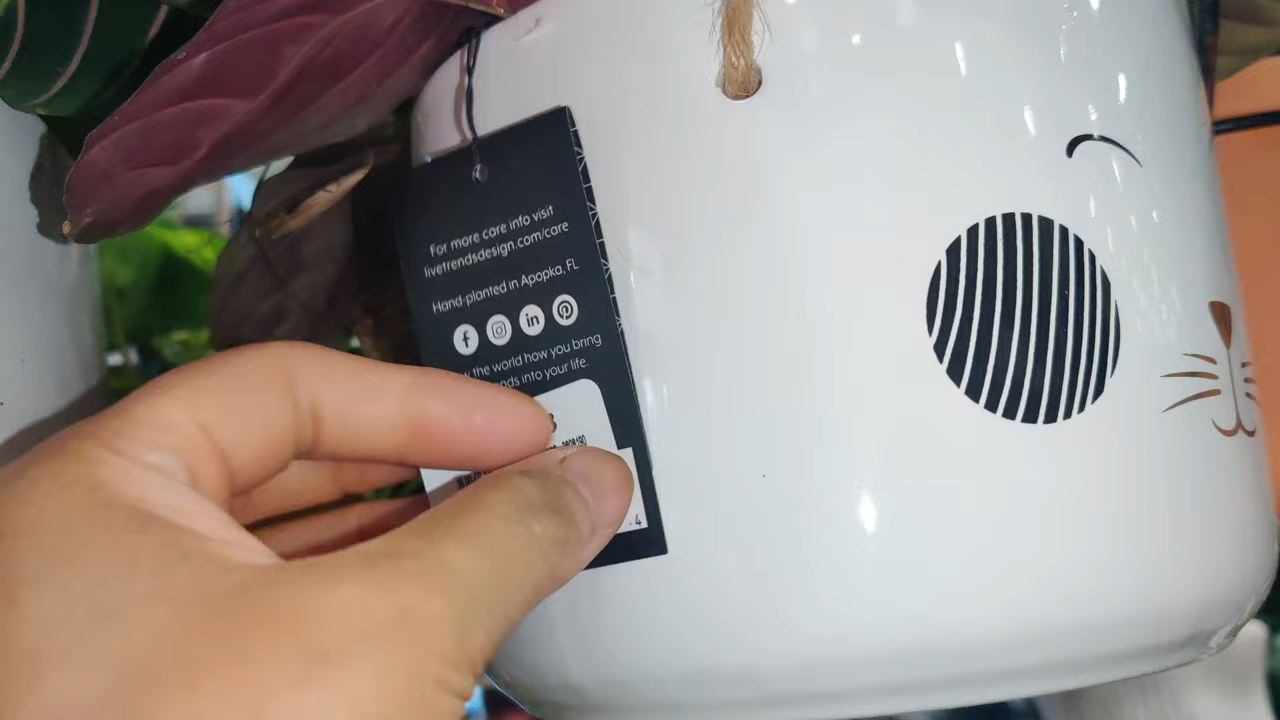 For more care info visit
livetrendsdesign.com/care
Hand-planted in Apopka, FL
the world how you bring
into your life.